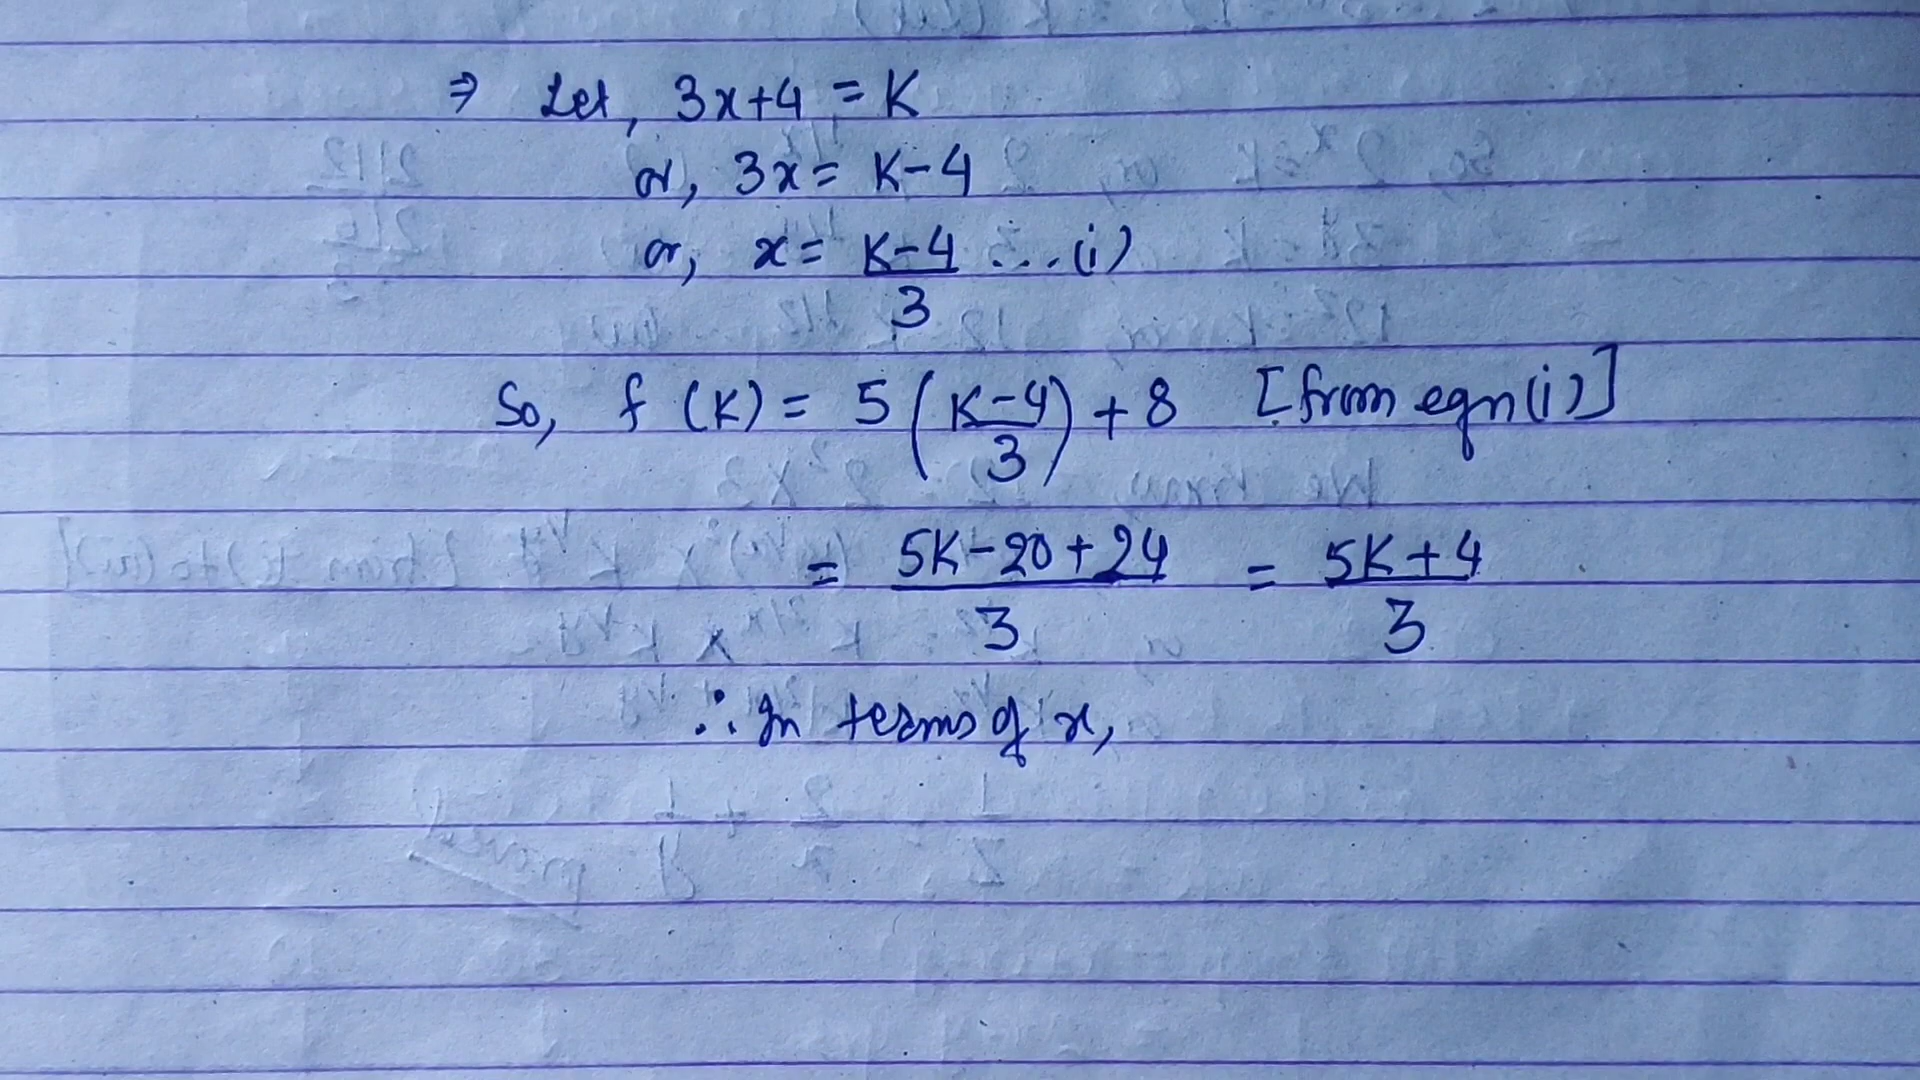 ⇒ Let, 3x+4 = K
or, 3x = K-4
or, x = K-4/3 ...(i)
So, f (K) = 5(K-4/3) + 8 [from eqn(i)]
= 5K-20+24/3 = 5K+4/3
∴ In terms of x,